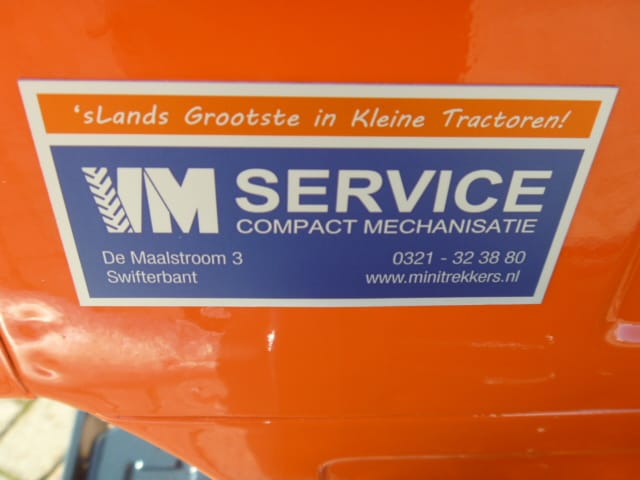 'sLands Grootste in Kleine Tractoren!
VIM SERVICE
COMPACT MECHANISATIE
De Maalstroom 3
0321 - 32 38 80
Swifterbant
www.minitrekkers.nl